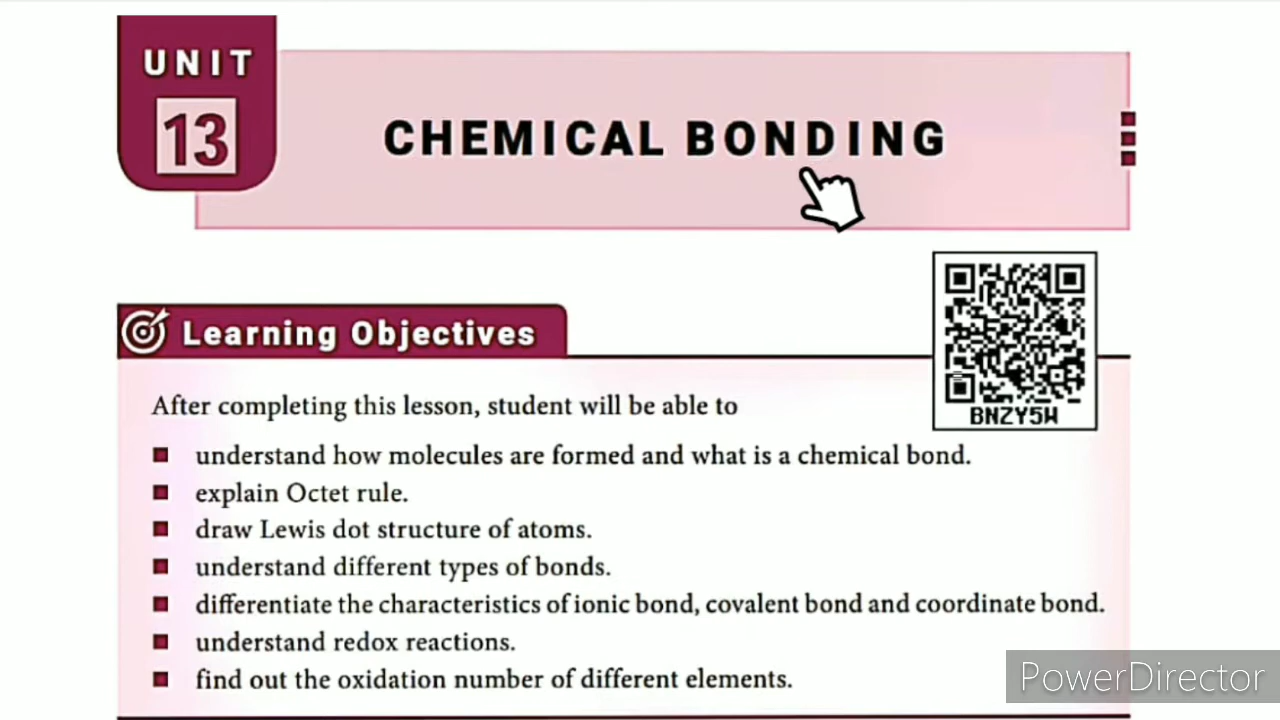 UNIT
13
CHEMICAL BONDING
BNZY5W
Learning Objectives
After completing this lesson, student will be able to
understand how molecules are formed and what is a chemical bond.
explain Octet rule.
draw Lewis dot structure of atoms.
understand different types of bonds.
differentiate the characteristics of ionic bond, covalent bond and coordinate bond.
understand redox reactions.
find out the oxidation number of different elements.
PowerDirector